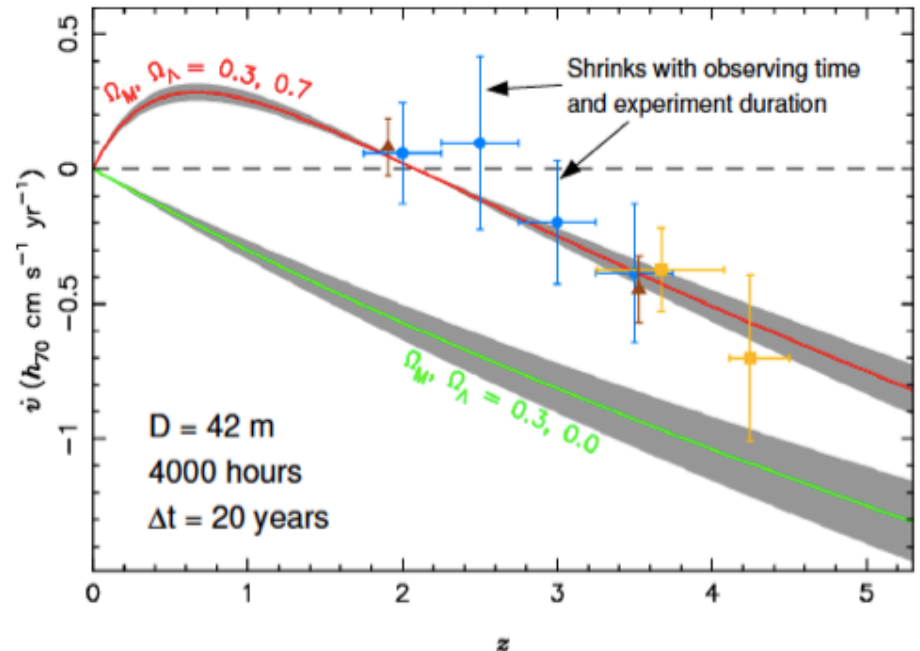 0.5
0
−0.5
−1
v̇ (h₇₀ cm s⁻¹ yr⁻¹)
Ω_M, Ω_Λ = 0.3, 0.7
Shrinks with observing time
and experiment duration
Ω_M, Ω_Λ = 0.3, 0.0
D = 42 m
4000 hours
Δt = 20 years
0 1 2 3 4 5
z